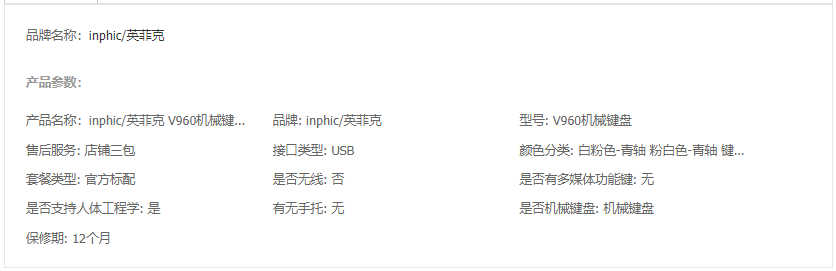 品牌名称：inphic/英菲克
产品参数：
产品名称：inphic/英菲克 V960机械键... 品牌: inphic/英菲克 型号: V960机械键盘
售后服务: 店铺三包 接口类型: USB 颜色分类: 白粉色-青轴 粉白色-青轴 键...
套餐类型: 官方标配 是否无线: 否 是否有多媒体功能键: 无
是否支持人体工程学: 是 有无手托: 无 是否机械键盘: 机械键盘
保修期: 12个月